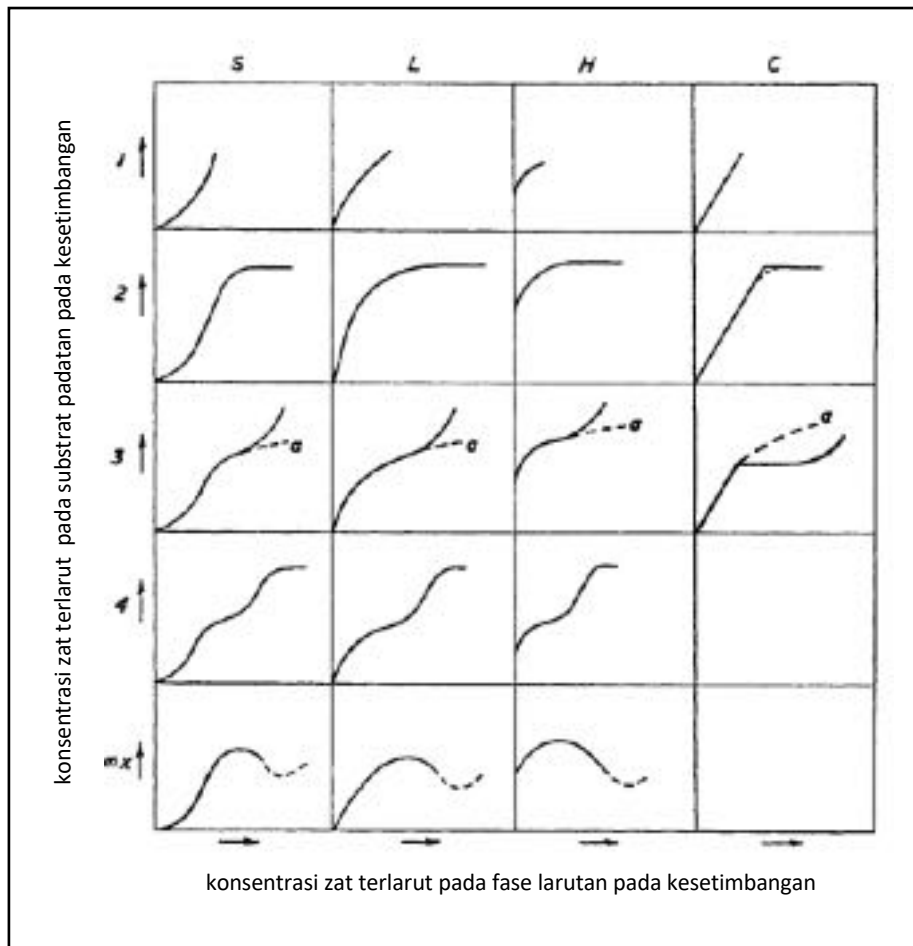 S L H C
konsentrasi zat terlarut pada substrat padatan pada kesetimbangan
1
2
3
a
a
a
a
4
konsentrasi zat terlarut pada fase larutan pada kesetimbangan